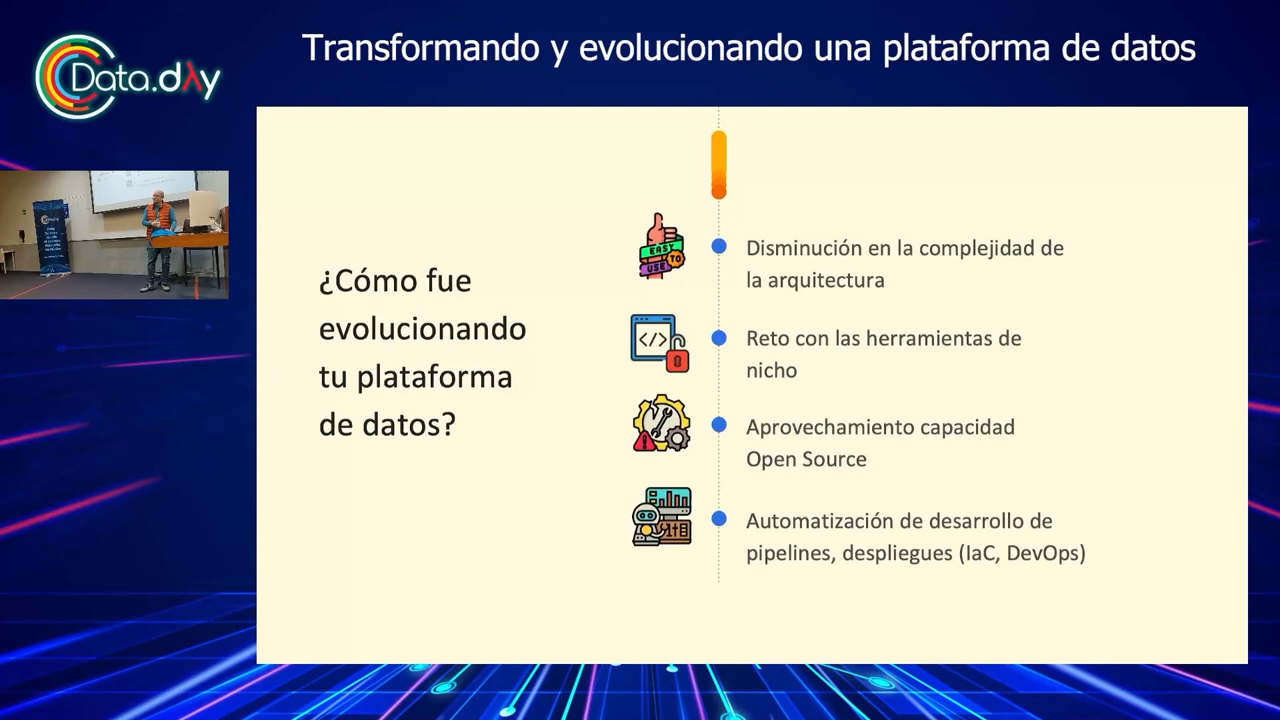 Transformando y evolucionando una plataforma de datos
Data.dλy
¿Cómo fue
evolucionando
tu plataforma
de datos?
EASY
TO
USE
Disminución en la complejidad de
la arquitectura
</>
Reto con las herramientas de
nicho
Aprovechamiento capacidad
Open Source
Automatización de desarrollo de
pipelines, despliegues (IaC, DevOps)